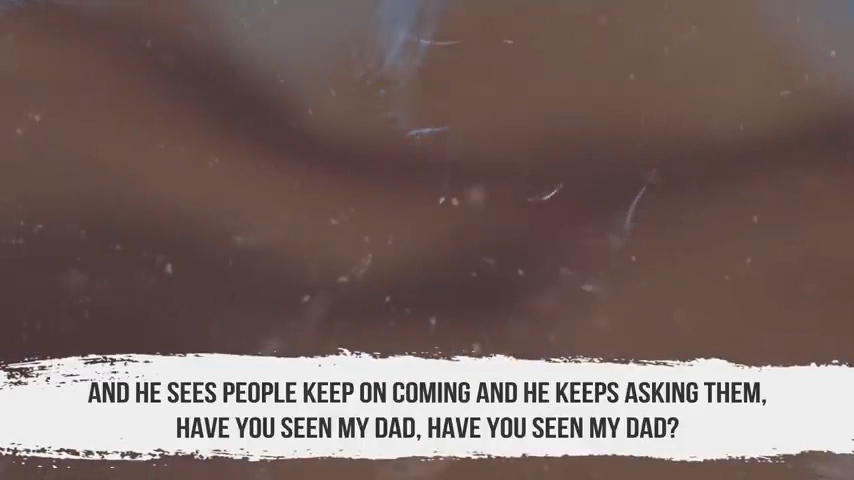 AND HE SEES PEOPLE KEEP ON COMING AND HE KEEPS ASKING THEM,
HAVE YOU SEEN MY DAD, HAVE YOU SEEN MY DAD?